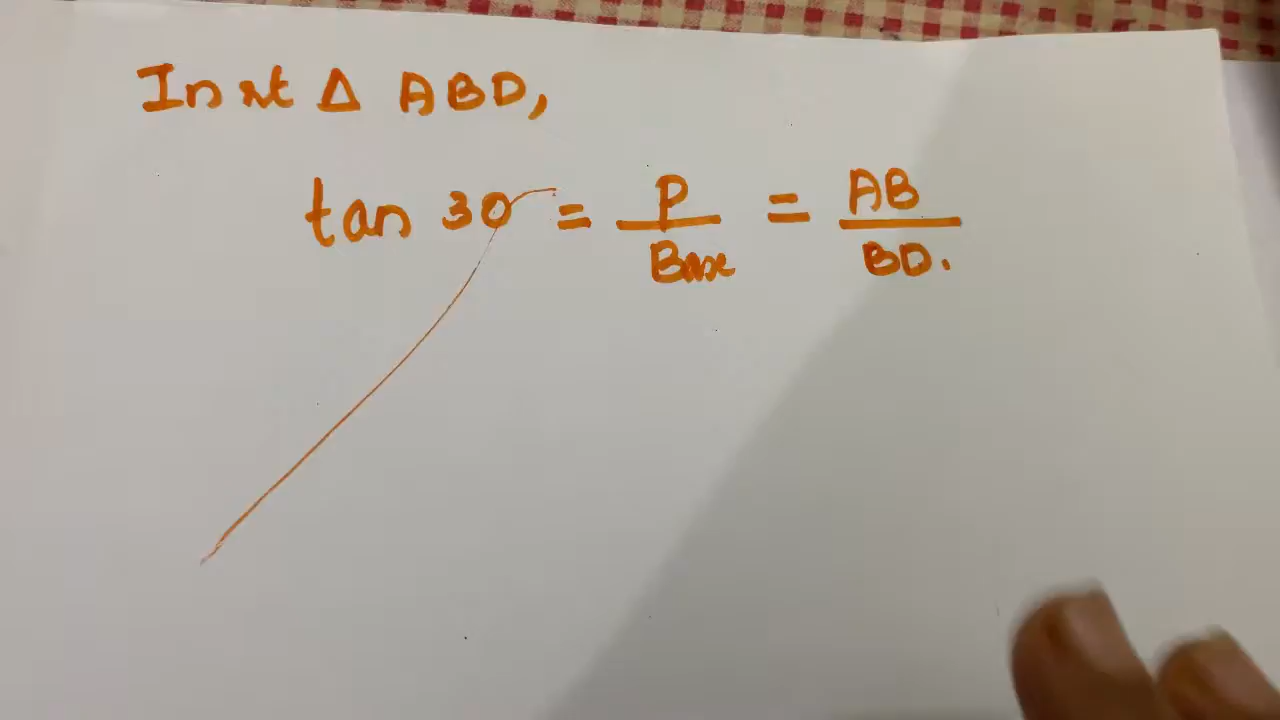 In rt Δ ABD,
tan 30 = P / Base = AB / BD.